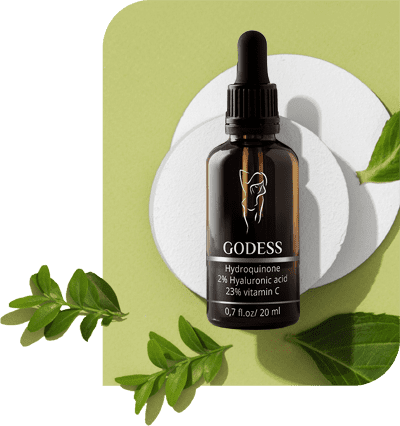 GODESS
Hydroquinone
2% Hyaluronic acid
23% vitamin C
0,7 fl.oz/ 20 ml